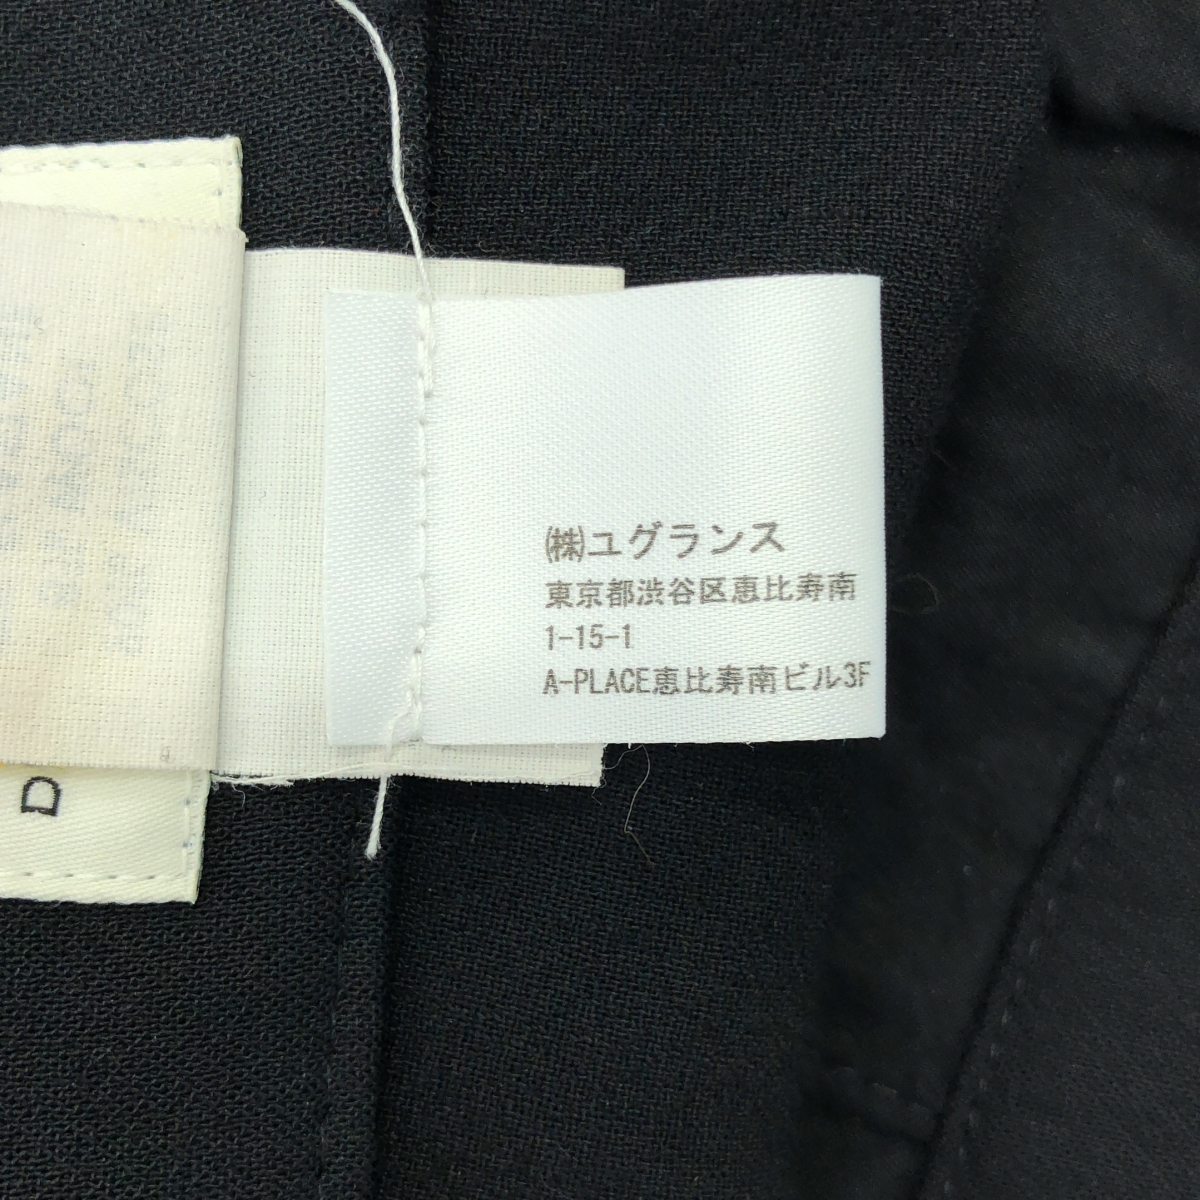 ㈱ユグランス
東京都渋谷区恵比寿南
1-15-1
A-PLACE恵比寿南ビル3F
D